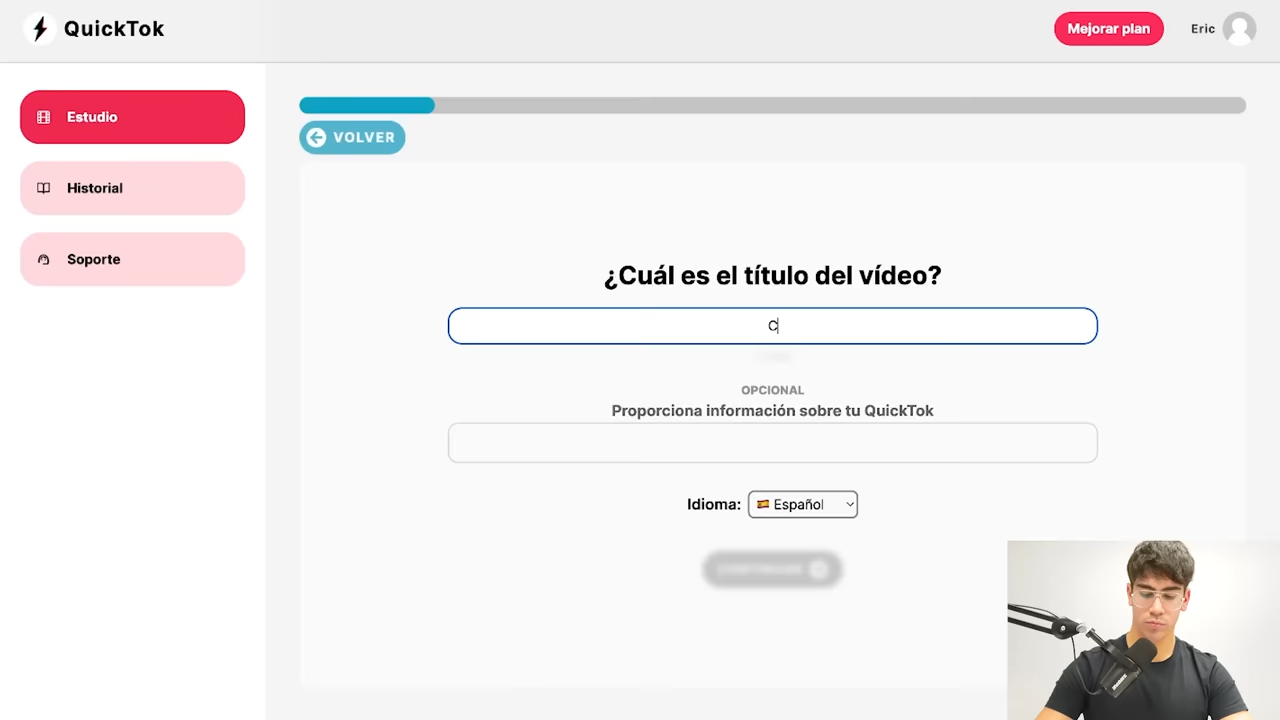 QuickTok
Mejorar plan
Eric
Estudio
Historial
Soporte
VOLVER
¿Cuál es el título del vídeo?
C
OPCIONAL
Proporciona información sobre tu QuickTok
Idioma:
Español